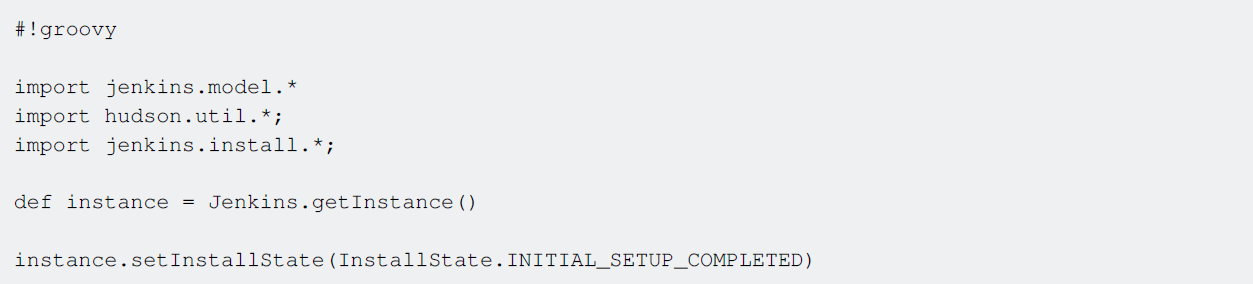 #!groovy
import jenkins.model.*
import hudson.util.*;
import jenkins.install.*;
def instance = Jenkins.getInstance()
instance.setInstallState(InstallState.INITIAL_SETUP_COMPLETED)